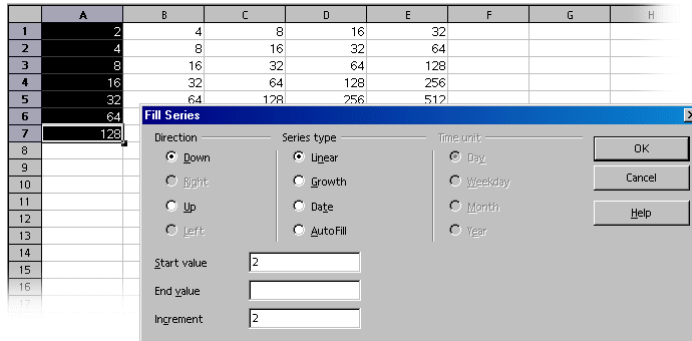 A B C D E F G H
1 2 4 8 16 32
2 4 8 16 32 64
3 8 16 32 64 128
4 16 32 64 128 256
5 32 64 128 256 512
6 64
7 128
8
9
10
11
12
13
14
15
16
17
Fill Series
Direction
Down
Right
Up
Left
Series type
Linear
Growth
Date
AutoFill
Time unit
Day
Weekday
Month
Year
OK
Cancel
Help
Start value 2
End value
Increment 2